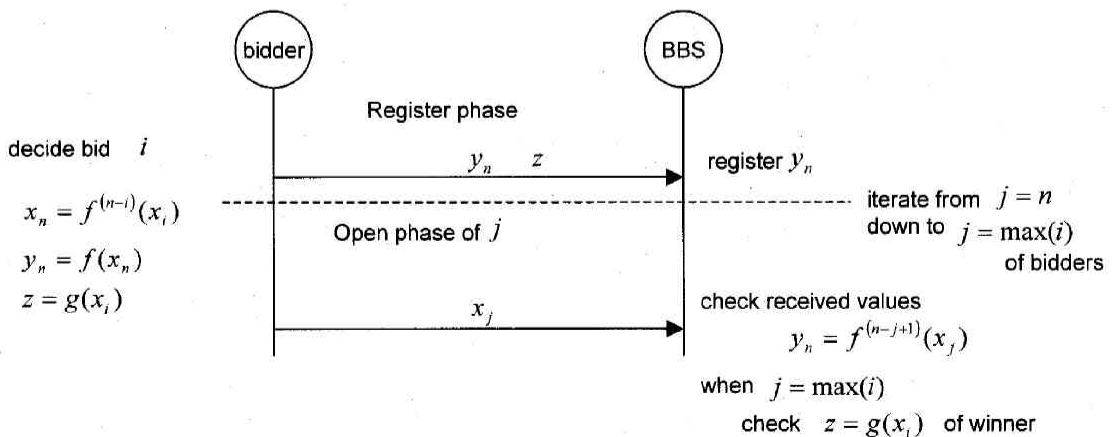 bidder
BBS
Register phase
decide bid i
y_n z
register y_n
x_n = f^{(n-i)}(x_i)
iterate from j = n
down to j = max(i)
of bidders
Open phase of j
y_n = f(x_n)
z = g(x_i)
x_j
check received values
y_n = f^{(n-j+1)}(x_j)
when j = max(i)
check z = g(x_i) of winner